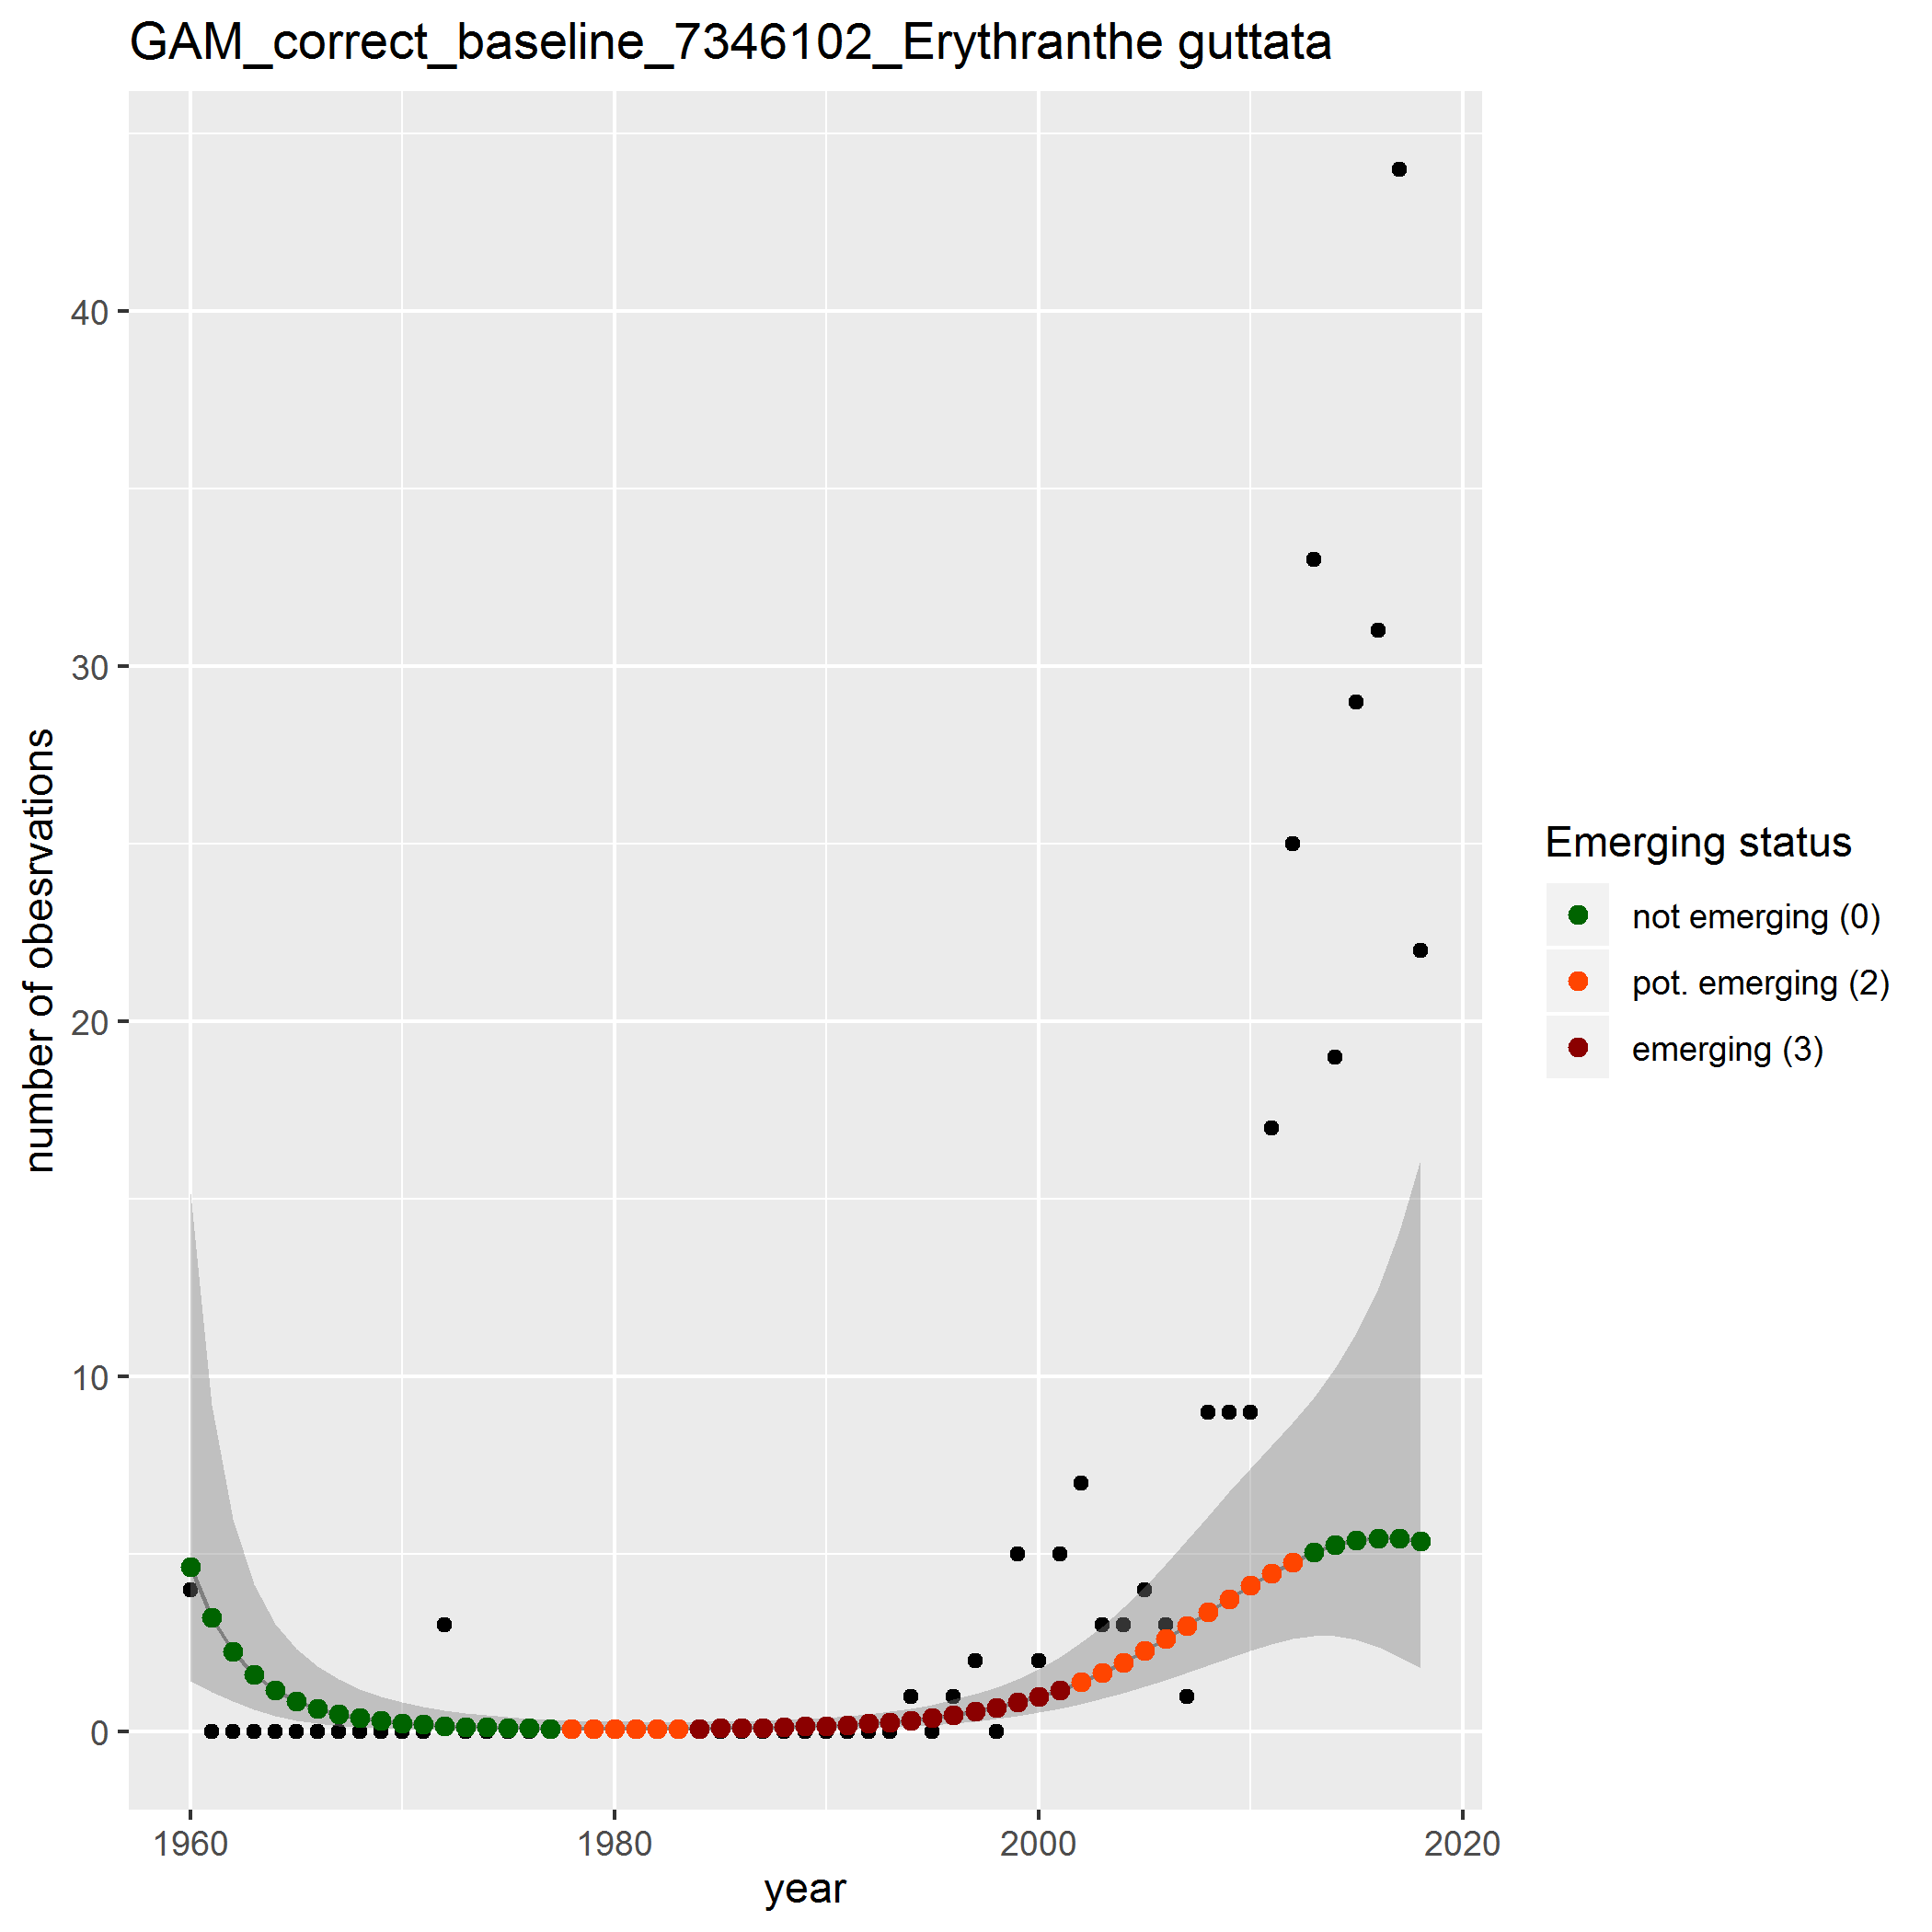 GAM_correct_baseline_7346102_Erythranthe guttata
40
30
20
10
0
number of obesrvations
1960
1980
2000
2020
year
Emerging status
not emerging (0)
pot. emerging (2)
emerging (3)